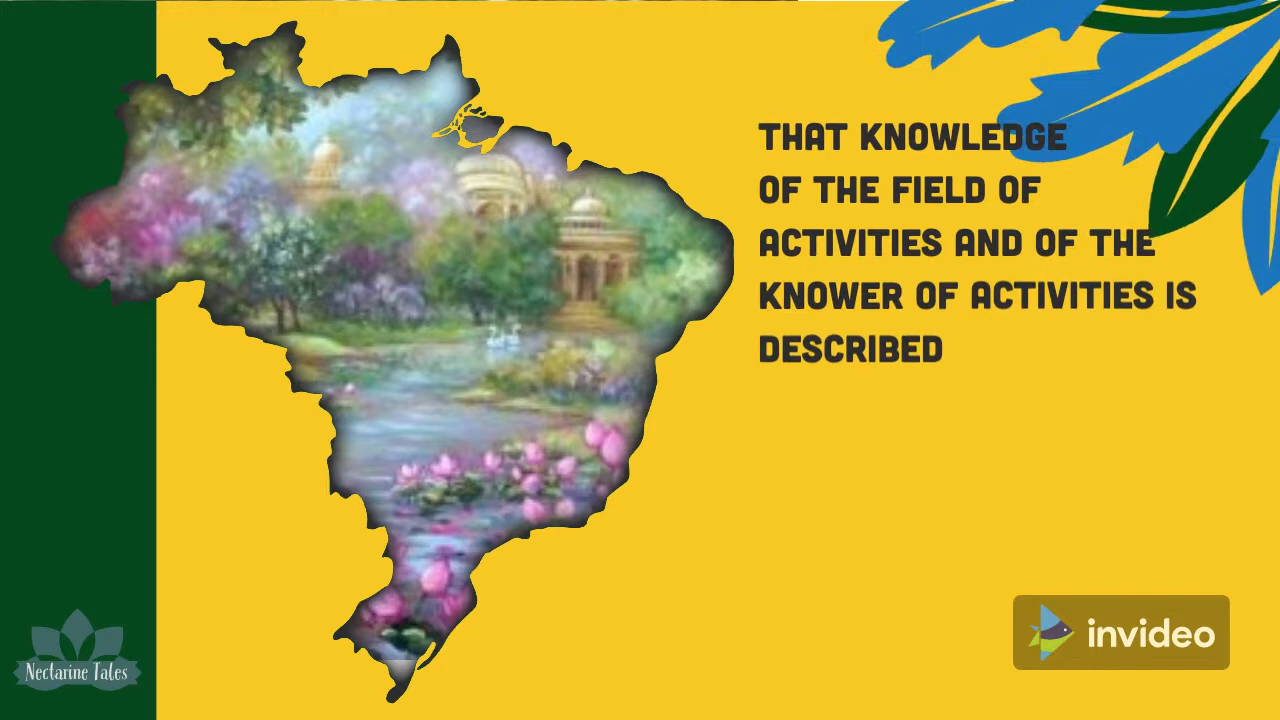 THAT KNOWLEDGE
OF THE FIELD OF
ACTIVITIES AND OF THE
KNOWER OF ACTIVITIES IS
DESCRIBED
invideo
Nectarine Tales